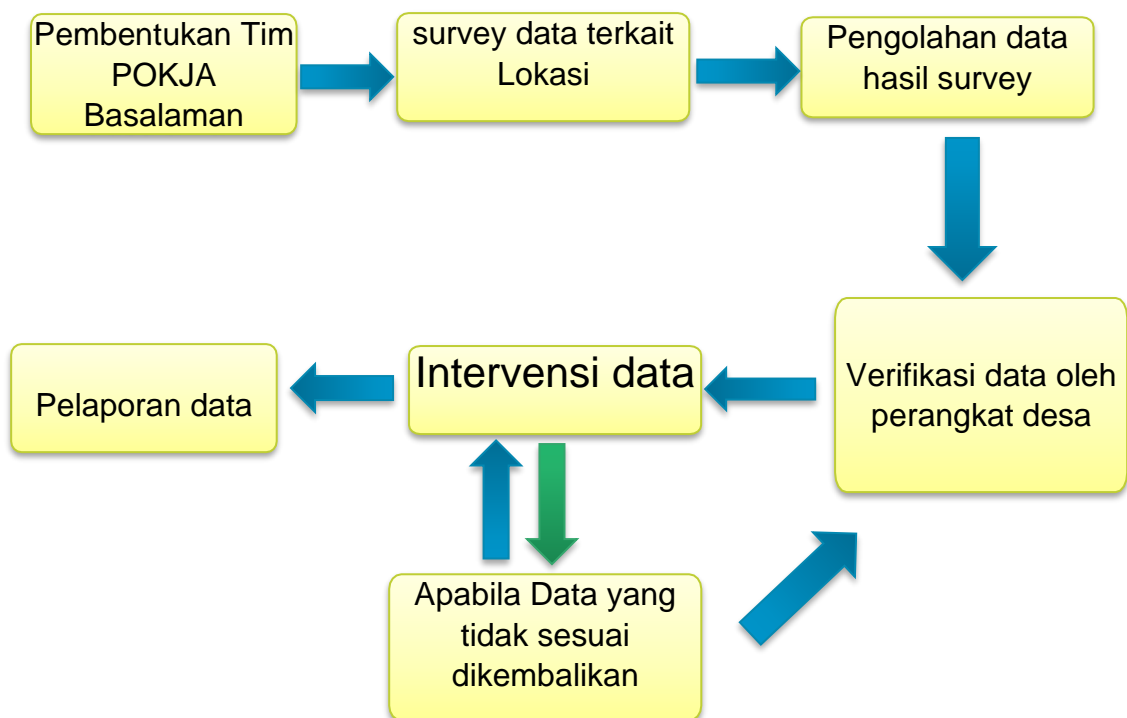 Pembentukan Tim
POKJA
Basalaman
survey data terkait
Lokasi
Pengolahan data
hasil survey
Verifikasi data oleh
perangkat desa
Intervensi data
Pelaporan data
Apabila Data yang
tidak sesuai
dikembalikan